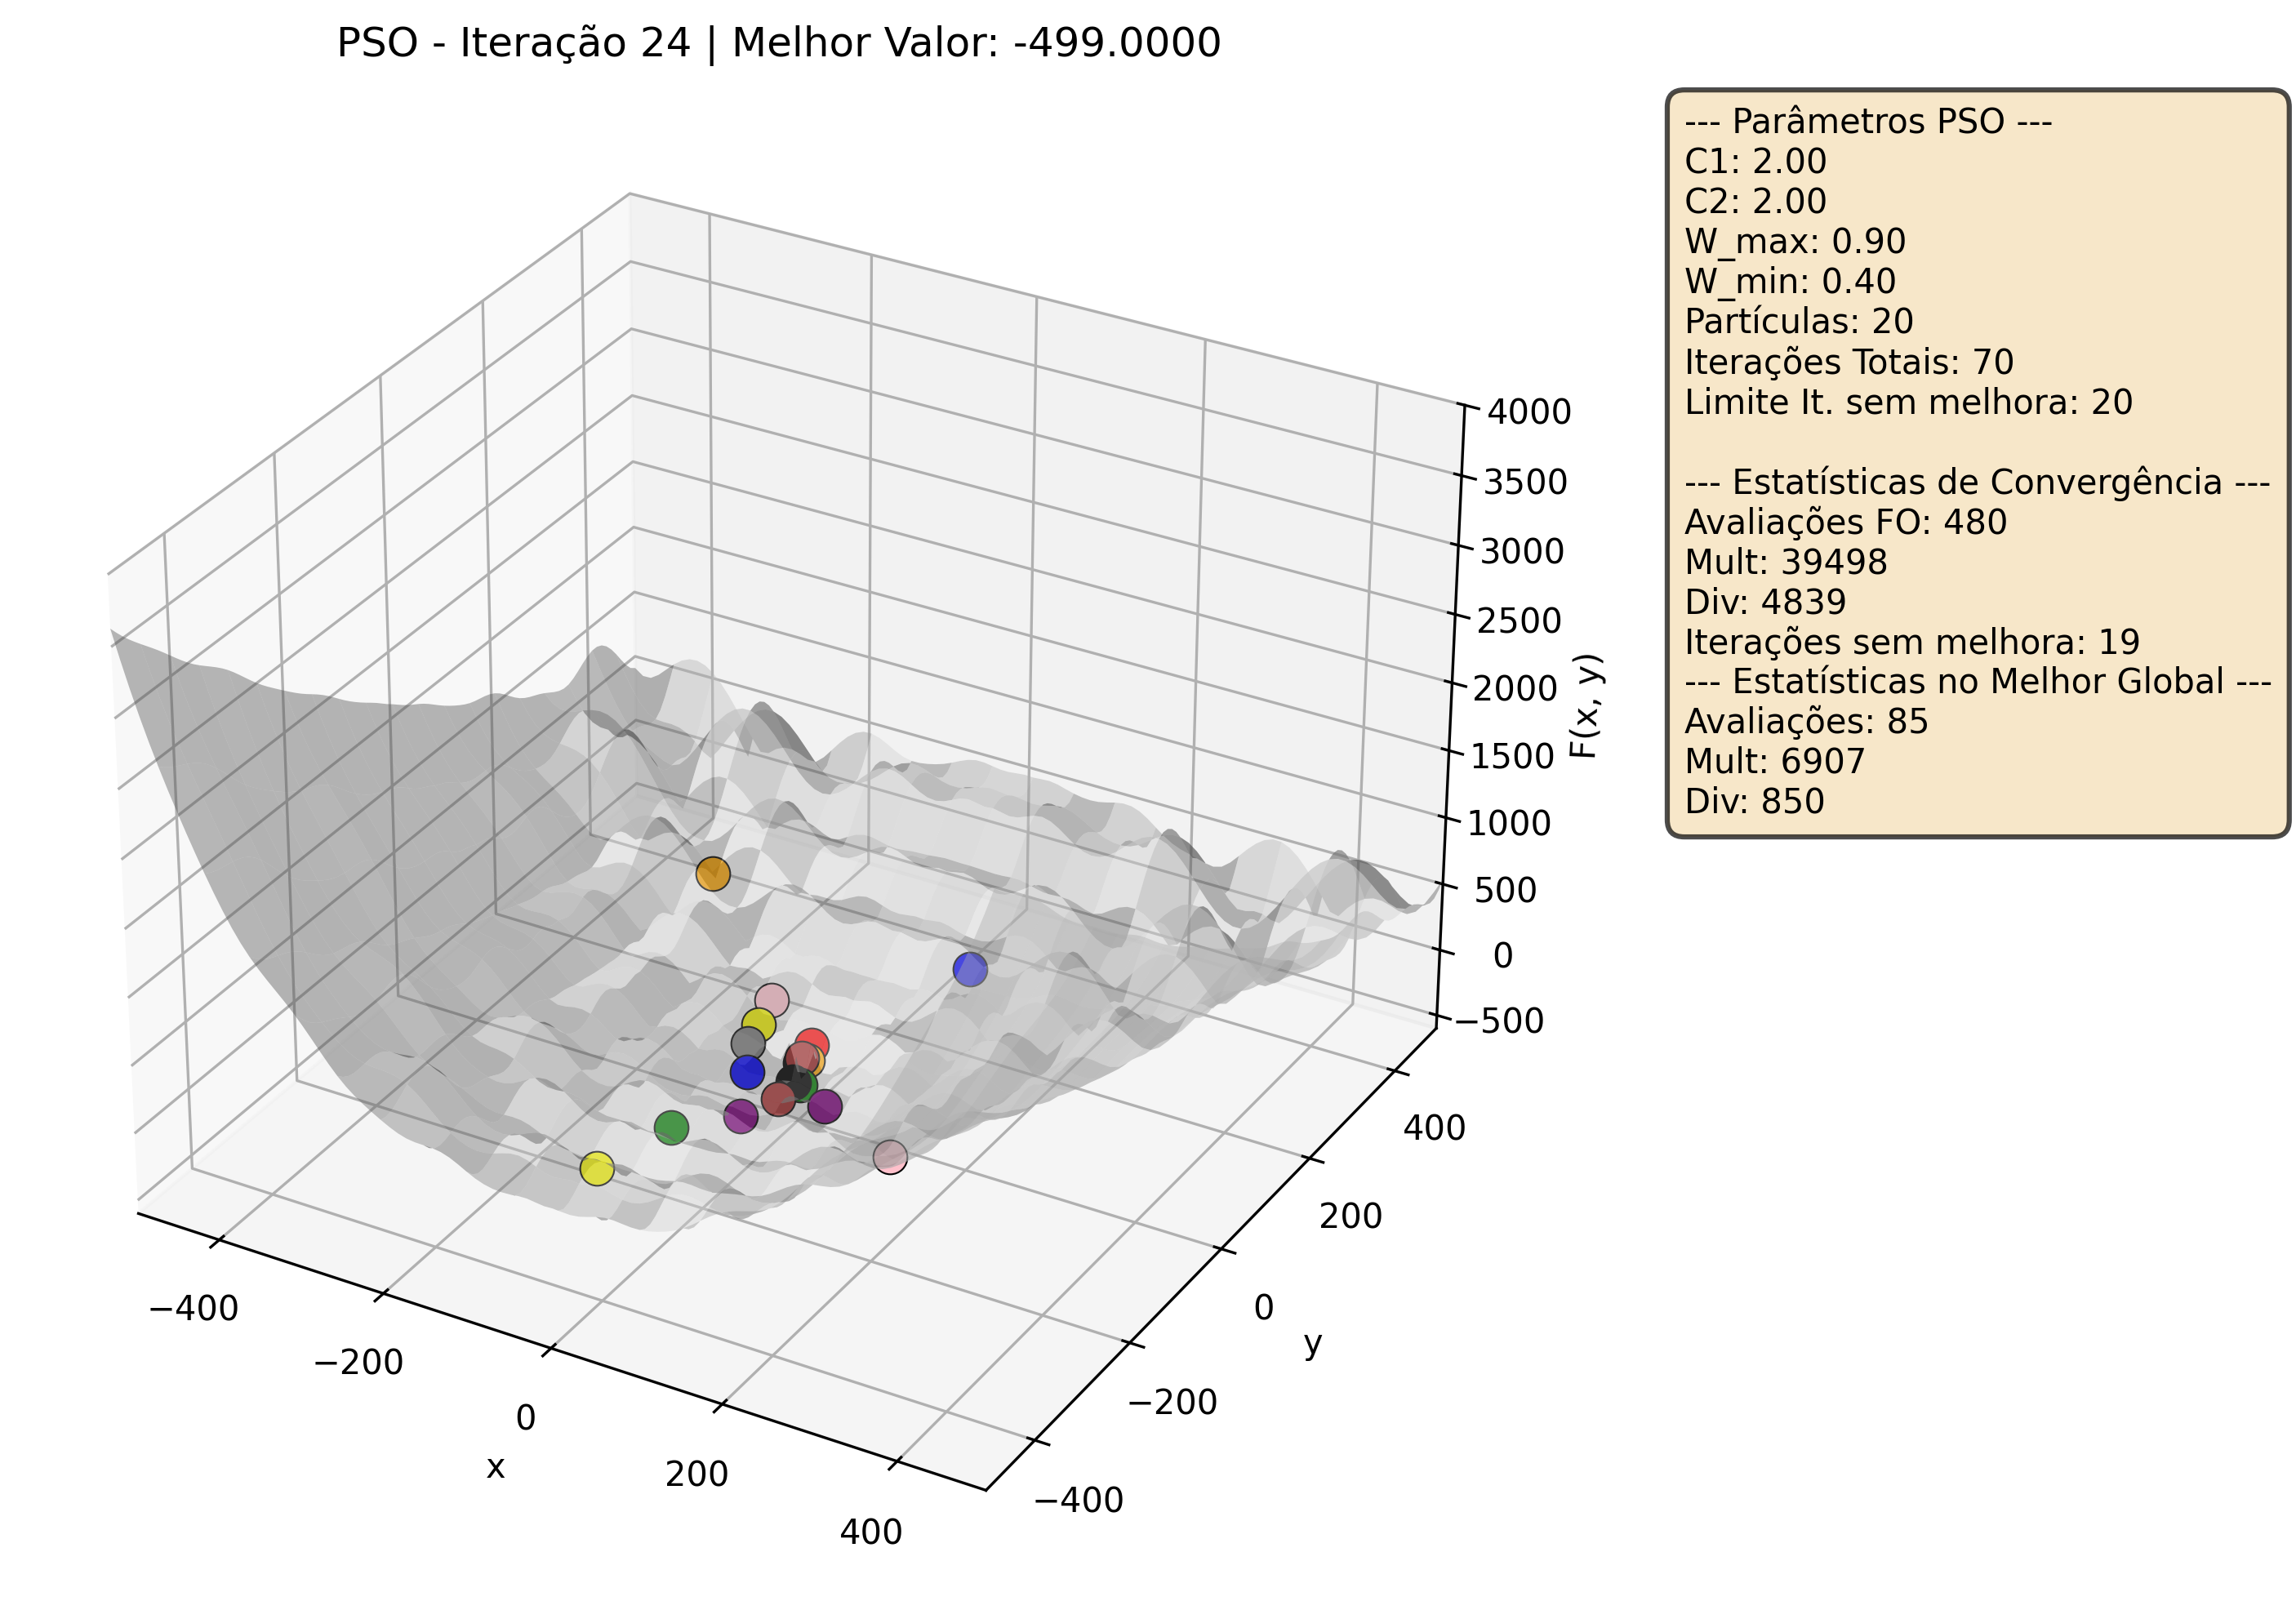 PSO - Iteração 24 | Melhor Valor: -499.0000
--- Parâmetros PSO ---
C1: 2.00
C2: 2.00
W_max: 0.90
W_min: 0.40
Partículas: 20
Iterações Totais: 70
Limite It. sem melhora: 20
--- Estatísticas de Convergência ---
Avaliações FO: 480
Mult: 39498
Div: 4839
Iterações sem melhora: 19
--- Estatísticas no Melhor Global ---
Avaliações: 85
Mult: 6907
Div: 850
4000
3500
3000
2500
2000
1500
1000
500
0
−500
F(x, y)
400
200
0
−200
−400
y
−400
−200
0
200
400
x